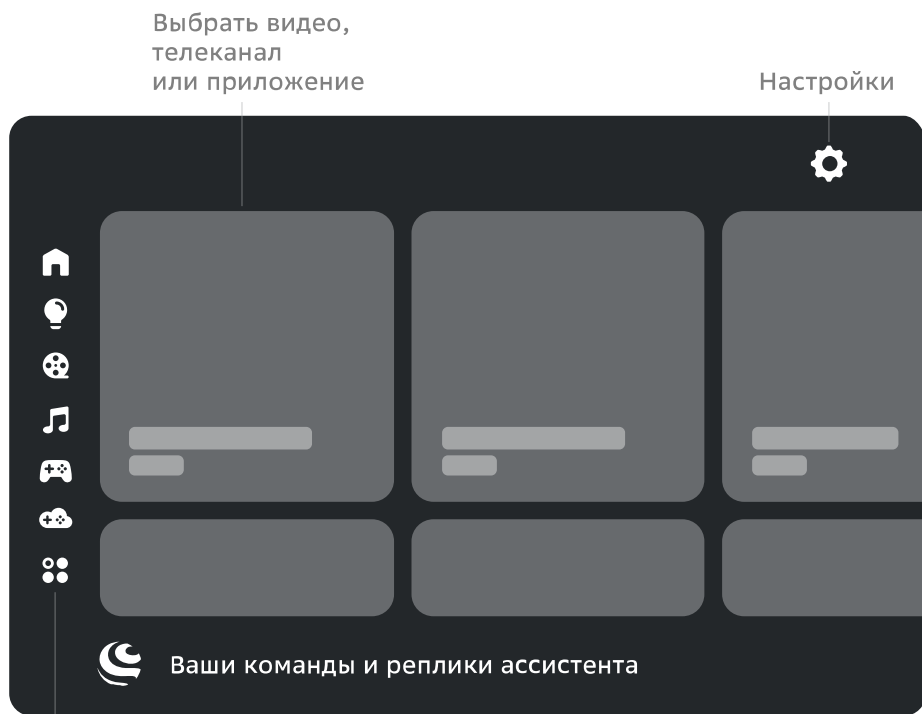 Выбрать видео,
телеканал
или приложение
Настройки
Ваши команды и реплики ассистента